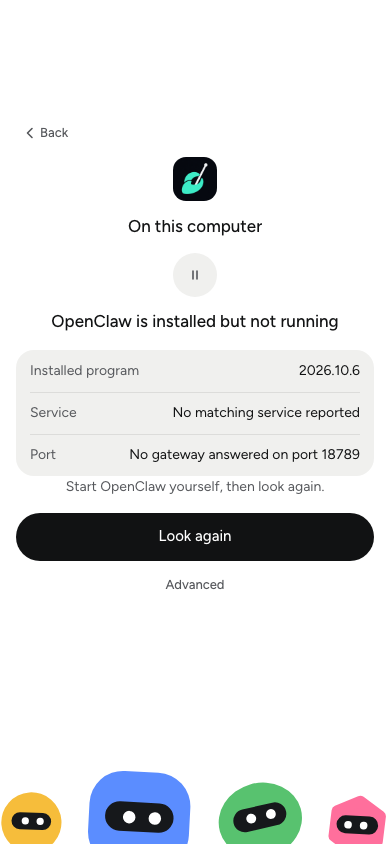 Back
On this computer
OpenClaw is installed but not running
Installed program 2026.10.6
Service No matching service reported
Port No gateway answered on port 18789
Start OpenClaw yourself, then look again.
Look again
Advanced